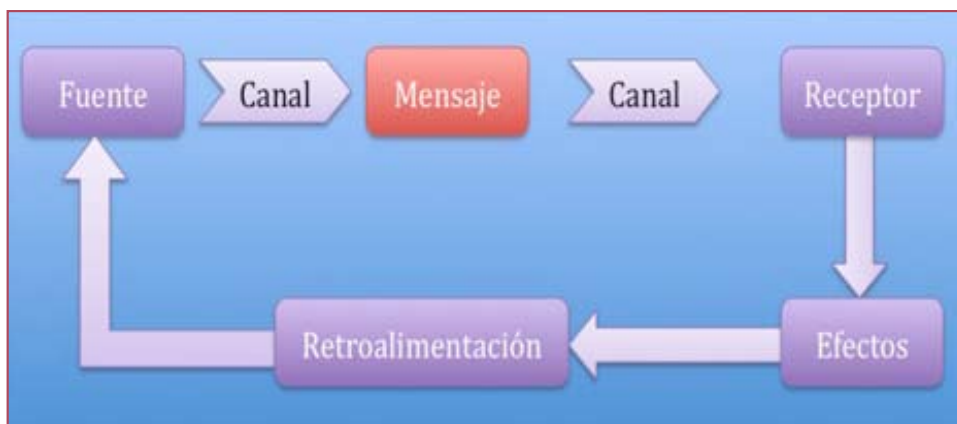 Fuente
Canal
Mensaje
Canal
Receptor
Retroalimentación
Efectos